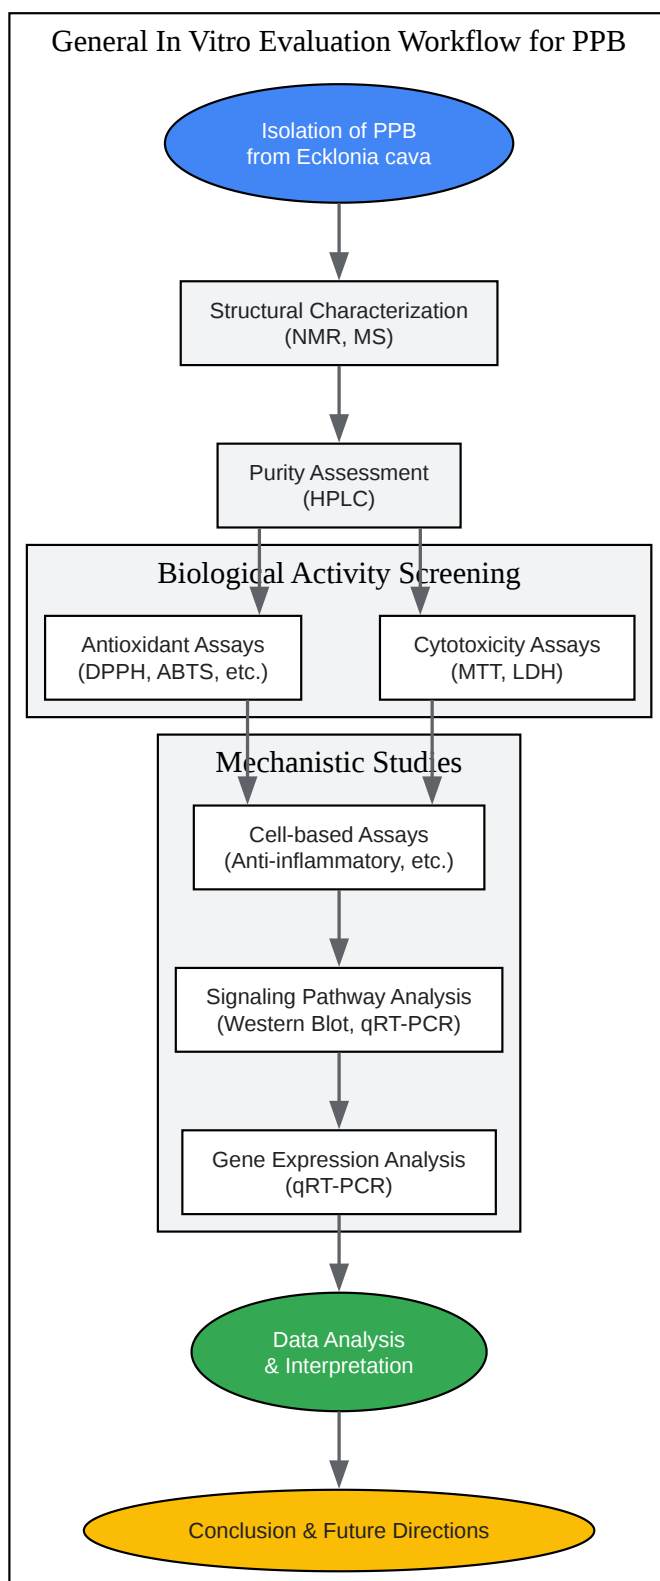 General In Vitro Evaluation Workflow for PPB
Isolation of PPB
from Ecklonia cava
Structural Characterization
(NMR, MS)
Purity Assessment
(HPLC)
Biological Activity Screening
Antioxidant Assays
(DPPH, ABTS, etc.)
Cytotoxicity Assays
(MTT, LDH)
Mechanistic Studies
Cell-based Assays
(Anti-inflammatory, etc.)
Signaling Pathway Analysis
(Western Blot, qRT-PCR)
Gene Expression Analysis
(qRT-PCR)
Data Analysis
& Interpretation
Conclusion & Future Directions